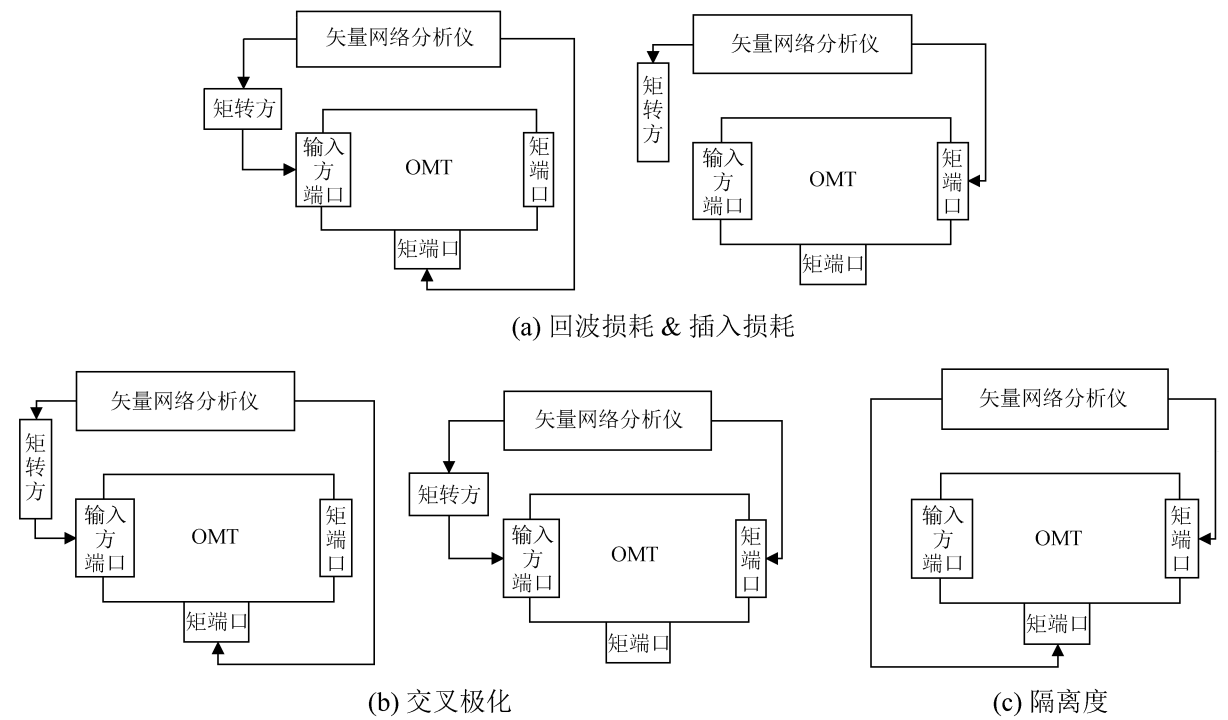 矢量网络分析仪
矩转方
输入
方
端口
OMT
矩
端
口
矩端口
矢量网络分析仪
矩
转
方
输入
方
端口
OMT
矩
端
口
矩端口
(a) 回波损耗 & 插入损耗
矢量网络分析仪
矩
转
方
输入
方
端口
OMT
矩
端
口
矩端口
矢量网络分析仪
矩转方
输入
方
端口
OMT
矩
端
口
矩端口
(b) 交叉极化
矢量网络分析仪
输入
方
端口
OMT
矩
端
口
矩端口
(c) 隔离度